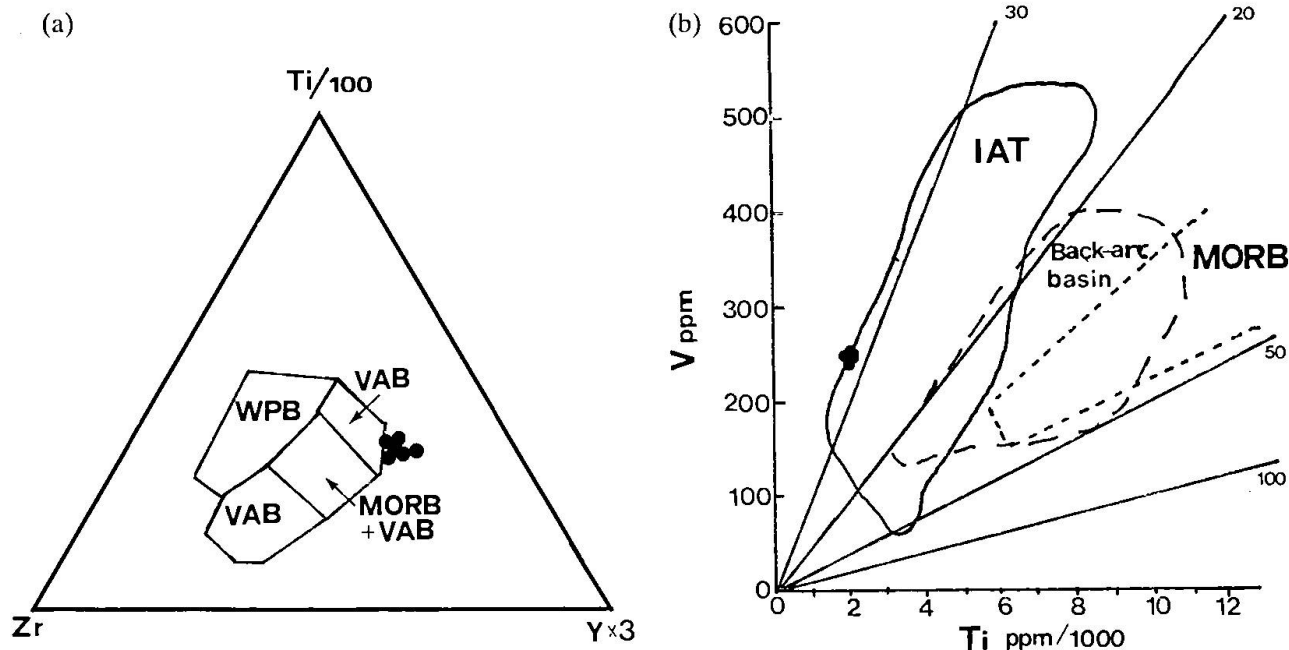 (a)
Ti/100
VAB
WPB
VAB
MORB
+VAB
Zr
Y×3
(b)
30
20
600
500
IAT
400
Back-arc
basin
MORB
V ppm
300
50
200
100
100
0
0
2
4
6
8
10
12
Ti ppm/1000